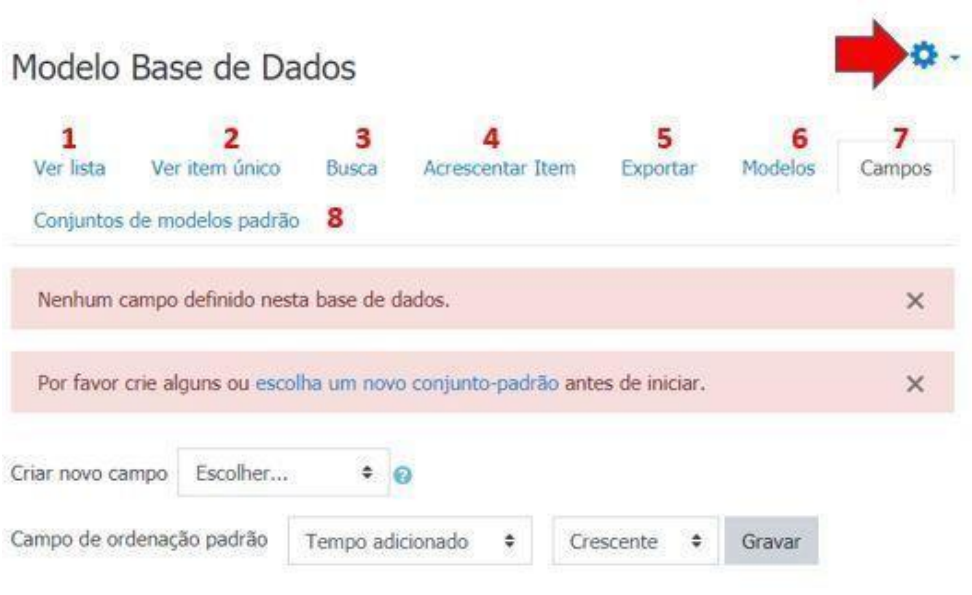 Modelo Base de Dados
1 2 3 4 5 6 7
Ver lista Ver item único Busca Acrescentar Item Exportar Modelos Campos
Conjuntos de modelos padrão 8
Nenhum campo definido nesta base de dados. ×
Por favor crie alguns ou escolha um novo conjunto-padrão antes de iniciar. ×
Criar novo campo Escolher... ?
Campo de ordenação padrão Tempo adicionado Crescente Gravar